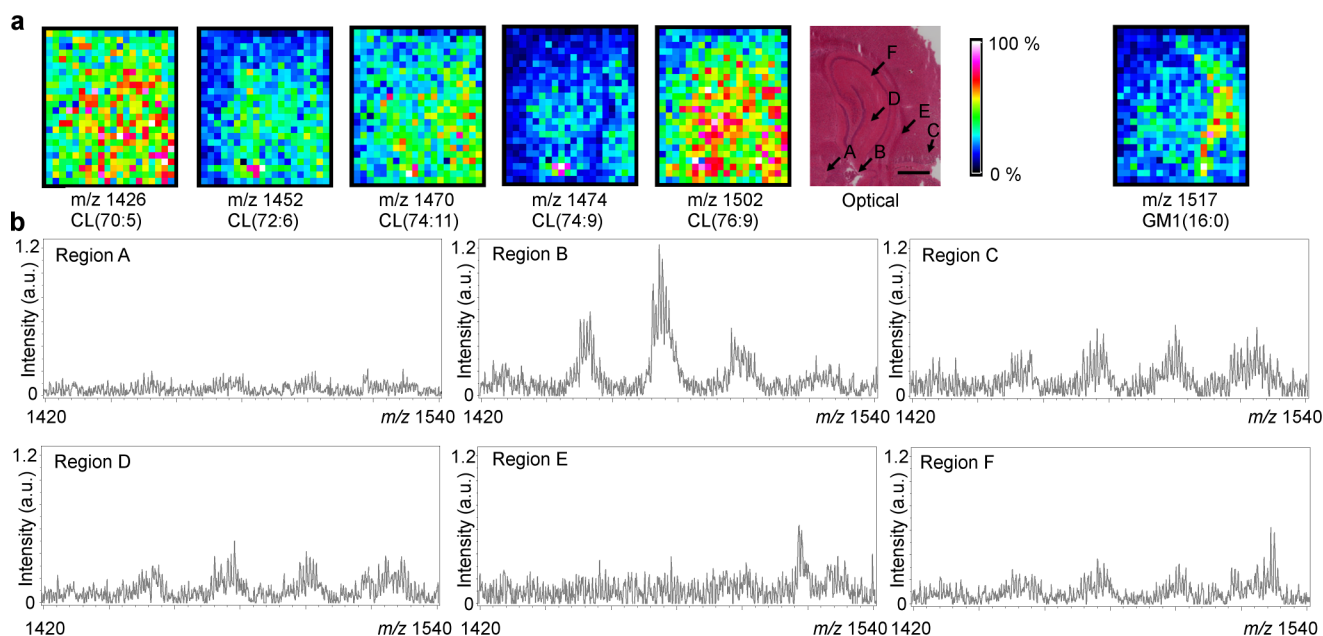 a
F
D
E
C
A
B
100 %
0 %
m/z 1426
CL(70:5)
m/z 1452
CL(72:6)
m/z 1470
CL(74:11)
m/z 1474
CL(74:9)
m/z 1502
CL(76:9)
Optical
m/z 1517
GM1(16:0)
b
Region A
1.2
Intensity (a.u.)
0
1420
m/z 1540
Region B
1.2
Intensity (a.u.)
0
1420
m/z 1540
Region C
1.2
Intensity (a.u.)
0
1420
m/z 1540
Region D
1.2
Intensity (a.u.)
0
1420
m/z 1540
Region E
1.2
Intensity (a.u.)
0
1420
m/z 1540
Region F
1.2
Intensity (a.u.)
0
1420
m/z 1540